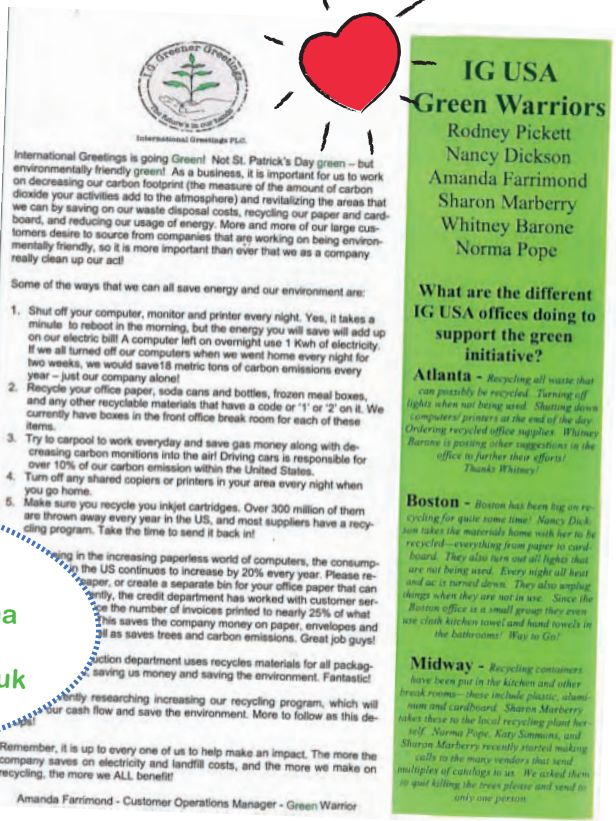 I.G. Greener Greetings
The future's in our hands
International Greetings PLC.
International Greetings is going Green! Not St. Patrick's Day green – but
environmentally friendly green! As a business, it is important for us to work
on decreasing our carbon footprint (the measure of the amount of carbon
dioxide your activities add to the atmosphere) and revitalizing the areas that
we can by saving on our waste disposal costs, recycling our paper and card-
board, and reducing our usage of energy. More and more of our large cus-
tomers desire to source from companies that are working on being environ-
mentally friendly, so it is more important than ever that we as a company
really clean up our act!
Some of the ways that we can all save energy and our environment are:
1. Shut off your computer, monitor and printer every night. Yes, it takes a
minute to reboot in the morning, but the energy you will save will add up
on our electric bill! A computer left on overnight use 1 Kwh of electricity.
If we all turned off our computers when we went home every night for
two weeks, we would save18 metric tons of carbon emissions every
year – just our company alone!
2. Recycle your office paper, soda cans and bottles, frozen meal boxes,
and any other recyclable materials that have a code or '1' or '2' on it. We
currently have boxes in the front office break room for each of these
items.
3. Try to carpool to work everyday and save gas money along with de-
creasing carbon monitions into the air! Driving cars is responsible for
over 10% of our carbon emission within the United States.
4. Turn off any shared copiers or printers in your area every night when
you go home.
5. Make sure you recycle you inkjet cartridges. Over 300 million of them
are thrown away every year in the US, and most suppliers have a recy-
cling program. Take the time to send it back in!
in the increasing paperless world of computers, the consump-
in the US continues to increase by 20% every year. Please re-
paper, or create a separate bin for your office paper that can
the credit department has worked with customer ser-
the number of invoices printed to nearly 25% of what
This saves the company money on paper, envelopes and
as saves trees and carbon emissions. Great job guys!
department uses recycles materials for all packag-
saving us money and saving the environment. Fantastic!
researching increasing our recycling program, which will
our cash flow and save the environment. More to follow as this de-
Remember, it is up to every one of us to help make an impact. The more the
company saves on electricity and landfill costs, and the more we make on
recycling, the more we ALL benefit!
Amanda Farrimond - Customer Operations Manager - Green Warrior
uk
IG USA
Green Warriors
Rodney Pickett
Nancy Dickson
Amanda Farrimond
Sharon Marberry
Whitney Barone
Norma Pope
What are the different
IG USA offices doing to
support the green
initiative?
Atlanta - Recycling all waste that
can possibly be recycled. Turning off
lights when not being used. Shutting down
computers/ printers at the end of the day.
Ordering recycled office supplies. Whitney
Barone is posting other suggestions in the
office to further their efforts!
Thanks Whitney!
Boston - Boston has been big on re-
cycling for quite some time! Nancy Dick-
son takes the materials home with her to be
recycled—everything from paper to card-
board. They also turn out all lights that
are not being used. Every night all heat
and ac is turned down. They also unplug
things when they are not in use. Since the
Boston office is a small group they even
use cloth kitchen towel and hand towels in
the bathrooms! Way to Go!
Midway - Recycling containers
have been put in the kitchen and other
break rooms—these include plastic, alumi-
num and cardboard. Sharon Marberry
takes these to the local recycling plant her-
self. Norma Pope, Katy Simmons, and
Sharon Marberry recently started making
calls to the many vendors that send
multiples of catalogs to us. We asked them
to quit killing the trees please and send to
only one person.